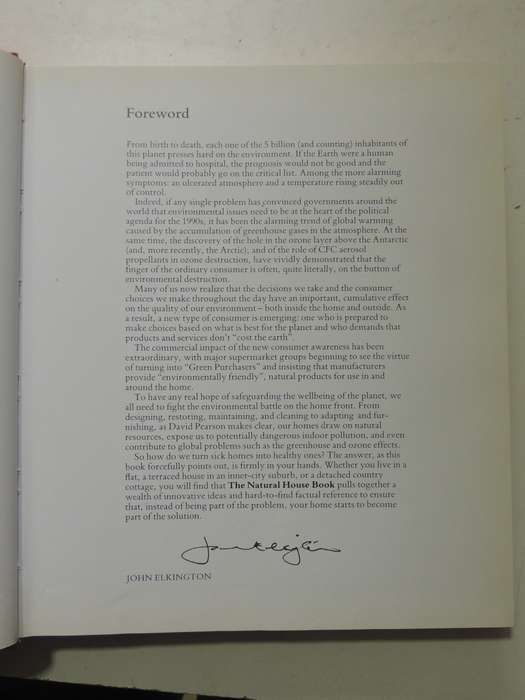 Foreword
From birth to death, each one of the 5 billion (and counting) inhabitants of
this planet presses hard on the environment. If the Earth were a human
being admitted to hospital, the prognosis would not be good and the
patient would probably go on the critical list. Among the more alarming
symptoms: an ulcerated atmosphere and a temperature rising steadily out
of control.
Indeed, if any single problem has convinced governments around the
world that environmental issues need to be at the heart of the political
agenda for the 1990s, it has been the alarming trend of global warming
caused by the accumulation of greenhouse gases in the atmosphere. At the
same time, the discovery of the hole in the ozone layer above the Antarctic
(and, more recently, the Arctic), and of the role of CFC aerosol
propellants in ozone destruction, have vividly demonstrated that the
finger of the ordinary consumer is often, quite literally, on the button of
environmental destruction.
Many of us now realize that the decisions we take and the consumer
choices we make throughout the day have an important, cumulative effect
on the quality of our environment – both inside the home and outside. As
a result, a new type of consumer is emerging: one who is prepared to
make choices based on what is best for the planet and who demands that
products and services don't "cost the earth".
The commercial impact of the new consumer awareness has been
extraordinary, with major supermarket groups beginning to see the virtue
of turning into "Green Purchasers" and insisting that manufacturers
provide "environmentally friendly", natural products for use in and
around the home.
To have any real hope of safeguarding the wellbeing of the planet, we
all need to fight the environmental battle on the home front. From
designing, restoring, maintaining, and cleaning to adapting and fur-
nishing, as David Pearson makes clear, our homes draw on natural
resources, expose us to potentially dangerous indoor pollution, and even
contribute to global problems such as the greenhouse and ozone effects.
So how do we turn sick homes into healthy ones? The answer, as this
book forcefully points out, is firmly in your hands. Whether you live in a
flat, a terraced house in an inner-city suburb, or a detached country
cottage, you will find that The Natural House Book pulls together a
wealth of innovative ideas and hard-to-find factual reference to ensure
that, instead of being part of the problem, your home starts to become
part of the solution.
JOHN ELKINGTON